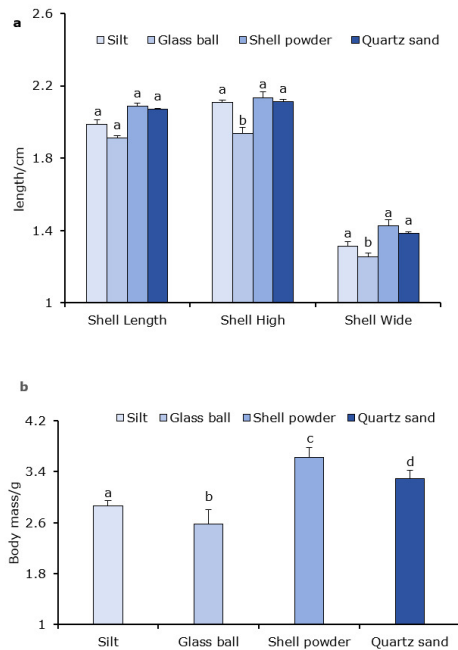 a
2.6
Silt Glass ball Shell powder Quartz sand
2.2
a a a a
a b a a
1.8
length/cm
1.4
a b a a
1
Shell Length Shell High Shell Wide
b
4.2
Silt Glass ball Shell powder Quartz sand
3.4
a b c d
2.6
Body mass/g
1.8
1
Silt Glass ball Shell powder Quartz sand